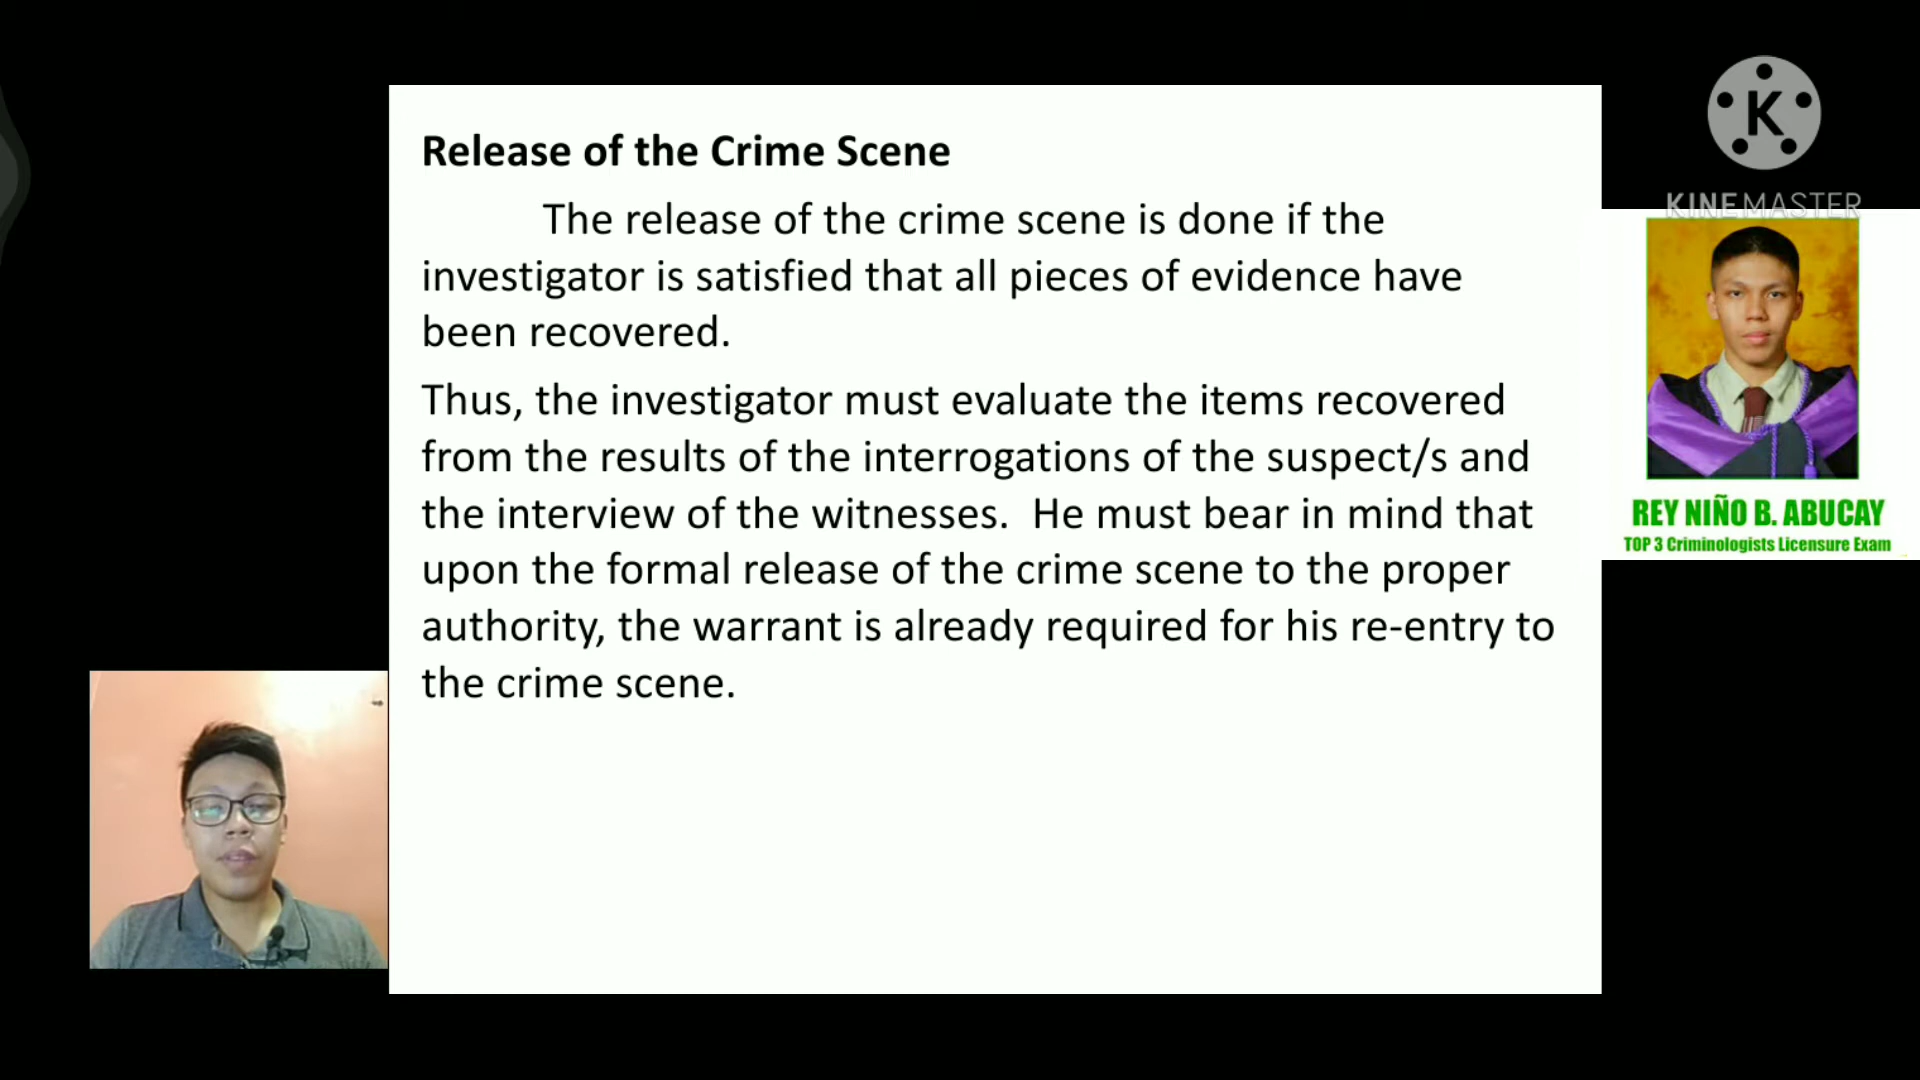 Release of the Crime Scene
The release of the crime scene is done if the
investigator is satisfied that all pieces of evidence have
been recovered.
Thus, the investigator must evaluate the items recovered
from the results of the interrogations of the suspect/s and
the interview of the witnesses.  He must bear in mind that
upon the formal release of the crime scene to the proper
authority, the warrant is already required for his re-entry to
the crime scene.
K
KINEMASTER
REY NIÑO B. ABUCAY
TOP 3 Criminologists Licensure Exam